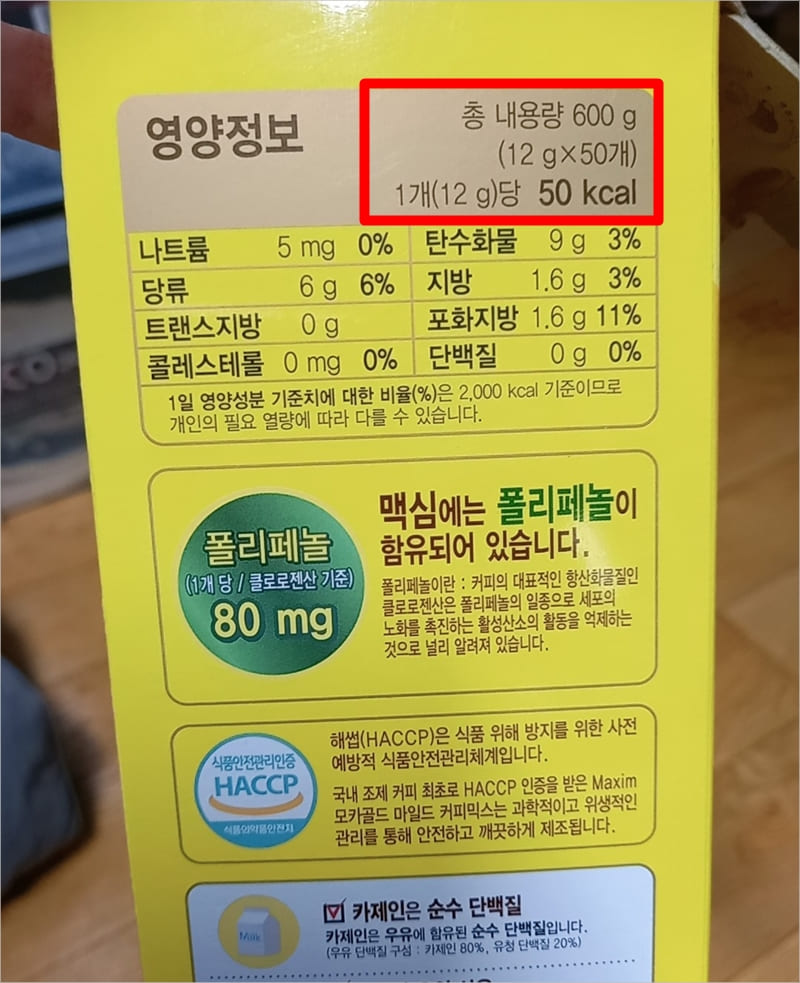 영양정보
총 내용량 600 g
(12 g×50개)
1개(12 g)당 50 kcal
나트륨 5 mg 0% 탄수화물 9 g 3%
당류 6 g 6% 지방 1.6 g 3%
트랜스지방 0 g 포화지방 1.6 g 11%
콜레스테롤 0 mg 0% 단백질 0 g 0%
1일 영양성분 기준치에 대한 비율(%)은 2,000 kcal 기준이므로
개인의 필요 열량에 따라 다를 수 있습니다.
폴리페놀
(1개 당 / 클로로젠산 기준)
80 mg
맥심에는 폴리페놀이
함유되어 있습니다.
폴리페놀이란 : 커피의 대표적인 항산화물질인
클로로젠산은 폴리페놀의 일종으로 세포의
노화를 촉진하는 활성산소의 활동을 억제하는
것으로 널리 알려져 있습니다.
식품안전관리인증
HACCP
식품의약품안전처
해썹(HACCP)은 식품 위해 방지를 위한 사전
예방적 식품안전관리체계입니다.
국내 조제 커피 최초로 HACCP 인증을 받은 Maxim
모카골드 마일드 커피믹스는 과학적이고 위생적인
관리를 통해 안전하고 깨끗하게 제조됩니다.
Milk
카제인은 순수 단백질
카제인은 우유에 함유된 순수 단백질입니다.
(우유 단백질 구성 : 카제인 80%, 유청 단백질 20%)